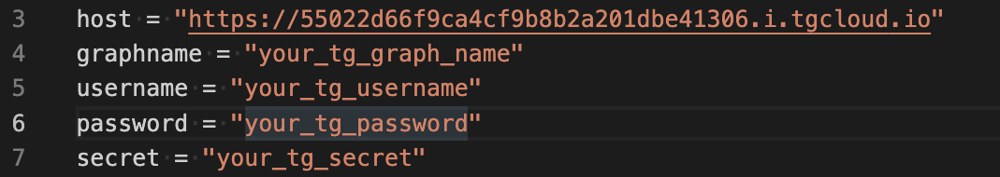 3 host = "https://55022d66f9ca4cf9b8b2a201dbe41306.i.tgcloud.io"
4 graphname = "your_tg_graph_name"
5 username = "your_tg_username"
6 password = "your_tg_password"
7 secret = "your_tg_secret"